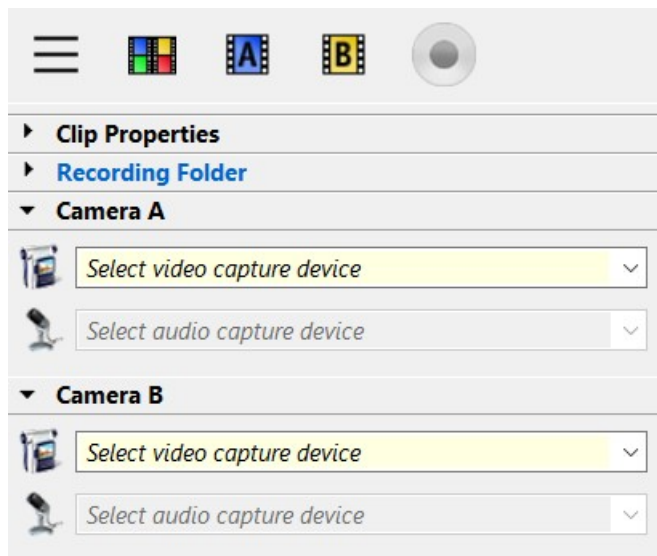 A
B
Clip Properties
Recording Folder
Camera A
Select video capture device
Select audio capture device
Camera B
Select video capture device
Select audio capture device